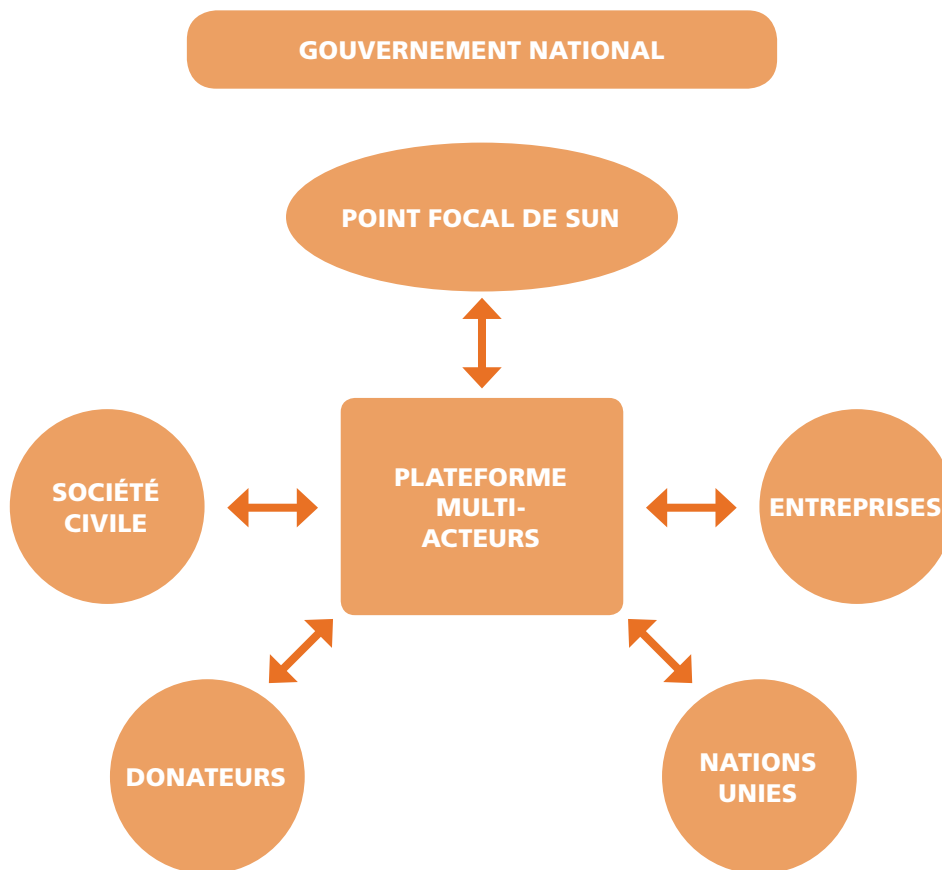 GOUVERNEMENT NATIONAL
POINT FOCAL DE SUN
PLATEFORME
MULTI-
ACTEURS
SOCIÉTÉ
CIVILE
ENTREPRISES
DONATEURS
NATIONS
UNIES